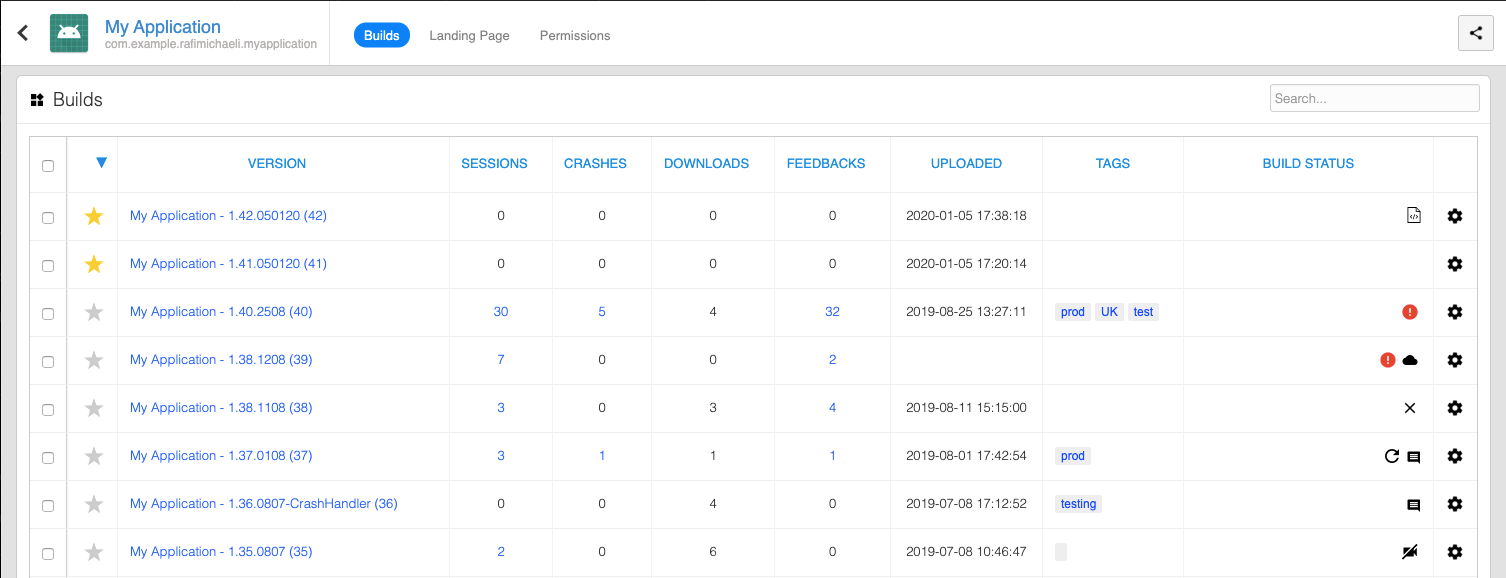 My Application
com.example.rafimichaeli.myapplication
Builds Landing Page Permissions
Builds
Search...
VERSION SESSIONS CRASHES DOWNLOADS FEEDBACKS UPLOADED TAGS BUILD STATUS
My Application - 1.42.050120 (42) 0 0 0 0 2020-01-05 17:38:18
My Application - 1.41.050120 (41) 0 0 0 0 2020-01-05 17:20:14
My Application - 1.40.2508 (40) 30 5 4 32 2019-08-25 13:27:11 prod UK test
My Application - 1.38.1208 (39) 7 0 0 2
My Application - 1.38.1108 (38) 3 0 3 4 2019-08-11 15:15:00
My Application - 1.37.0108 (37) 3 1 1 1 2019-08-01 17:42:54 prod
My Application - 1.36.0807-CrashHandler (36) 0 0 4 0 2019-07-08 17:12:52 testing
My Application - 1.35.0807 (35) 2 0 6 0 2019-07-08 10:46:47